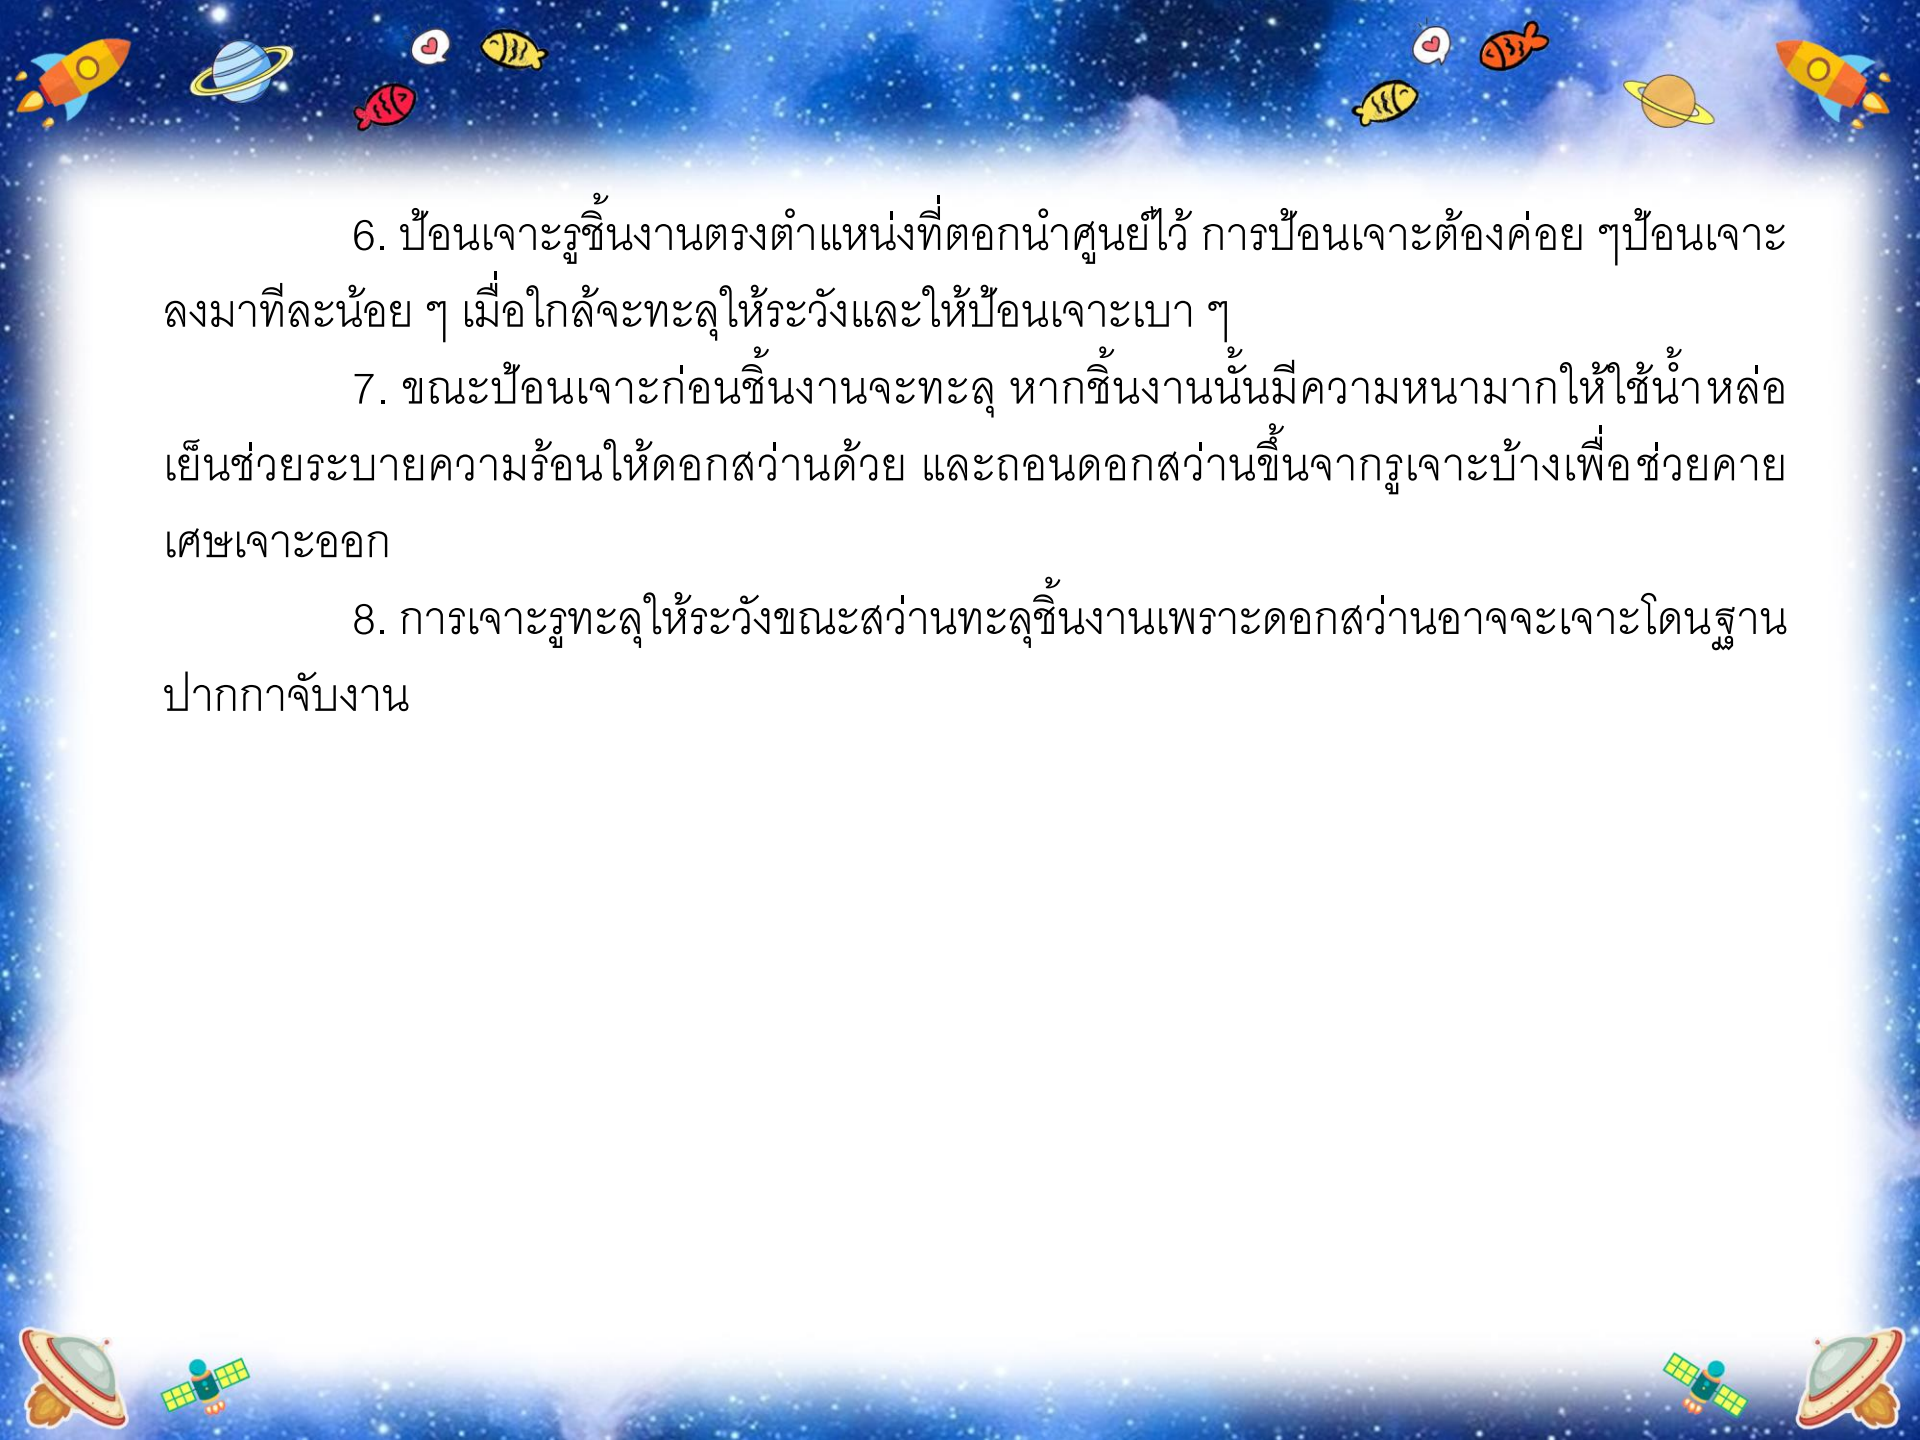 6. ป้อนเจาะรูชิ้นงานตรงตำแหน่งที่ตอกนำศูนย์ไว้ การป้อนเจาะต้องค่อย ๆป้อนเจาะ
ลงมาทีละน้อย ๆ เมื่อใกล้จะทะลุให้ระวังและให้ป้อนเจาะเบา ๆ
7. ขณะป้อนเจาะก่อนชิ้นงานจะทะลุ หากชิ้นงานนั้นมีความหนามากให้ใช้น้ำหล่อ
เย็นช่วยระบายความร้อนให้ดอกสว่านด้วย และถอนดอกสว่านขึ้นจากรูเจาะบ้างเพื่อช่วยคาย
เศษเจาะออก
8. การเจาะรูทะลุให้ระวังขณะสว่านทะลุชิ้นงานเพราะดอกสว่านอาจจะเจาะโดนฐาน
ปากกาจับงาน